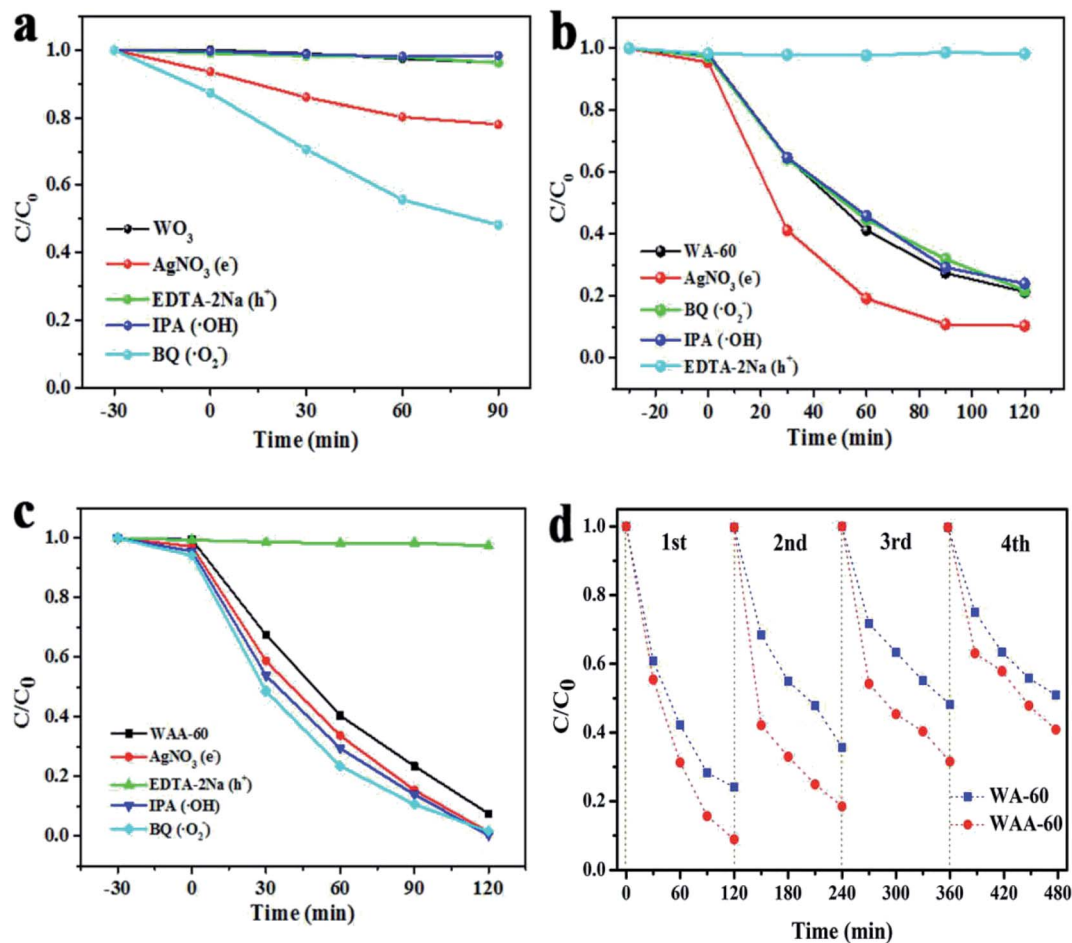 a
C/C₀
1.0
0.8
0.6
0.4
0.2
0.0
WO₃
AgNO₃ (e⁻)
EDTA-2Na (h⁺)
IPA (·OH)
BQ (·O₂⁻)
-30 0 30 60 90
Time (min)
b
C/C₀
1.0
0.8
0.6
0.4
0.2
0.0
WA-60
AgNO₃ (e⁻)
BQ (·O₂⁻)
IPA (·OH)
EDTA-2Na (h⁺)
-20 0 20 40 60 80 100 120
Time (min)
c
C/C₀
1.0
0.8
0.6
0.4
0.2
0.0
WAA-60
AgNO₃ (e⁻)
EDTA-2Na (h⁺)
IPA (·OH)
BQ (·O₂⁻)
-30 0 30 60 90 120
Time (min)
d
C/C₀
1.0
0.8
0.6
0.4
0.2
0.0
1st 2nd 3rd 4th
WA-60
WAA-60
0 60 120 180 240 300 360 420 480
Time (min)